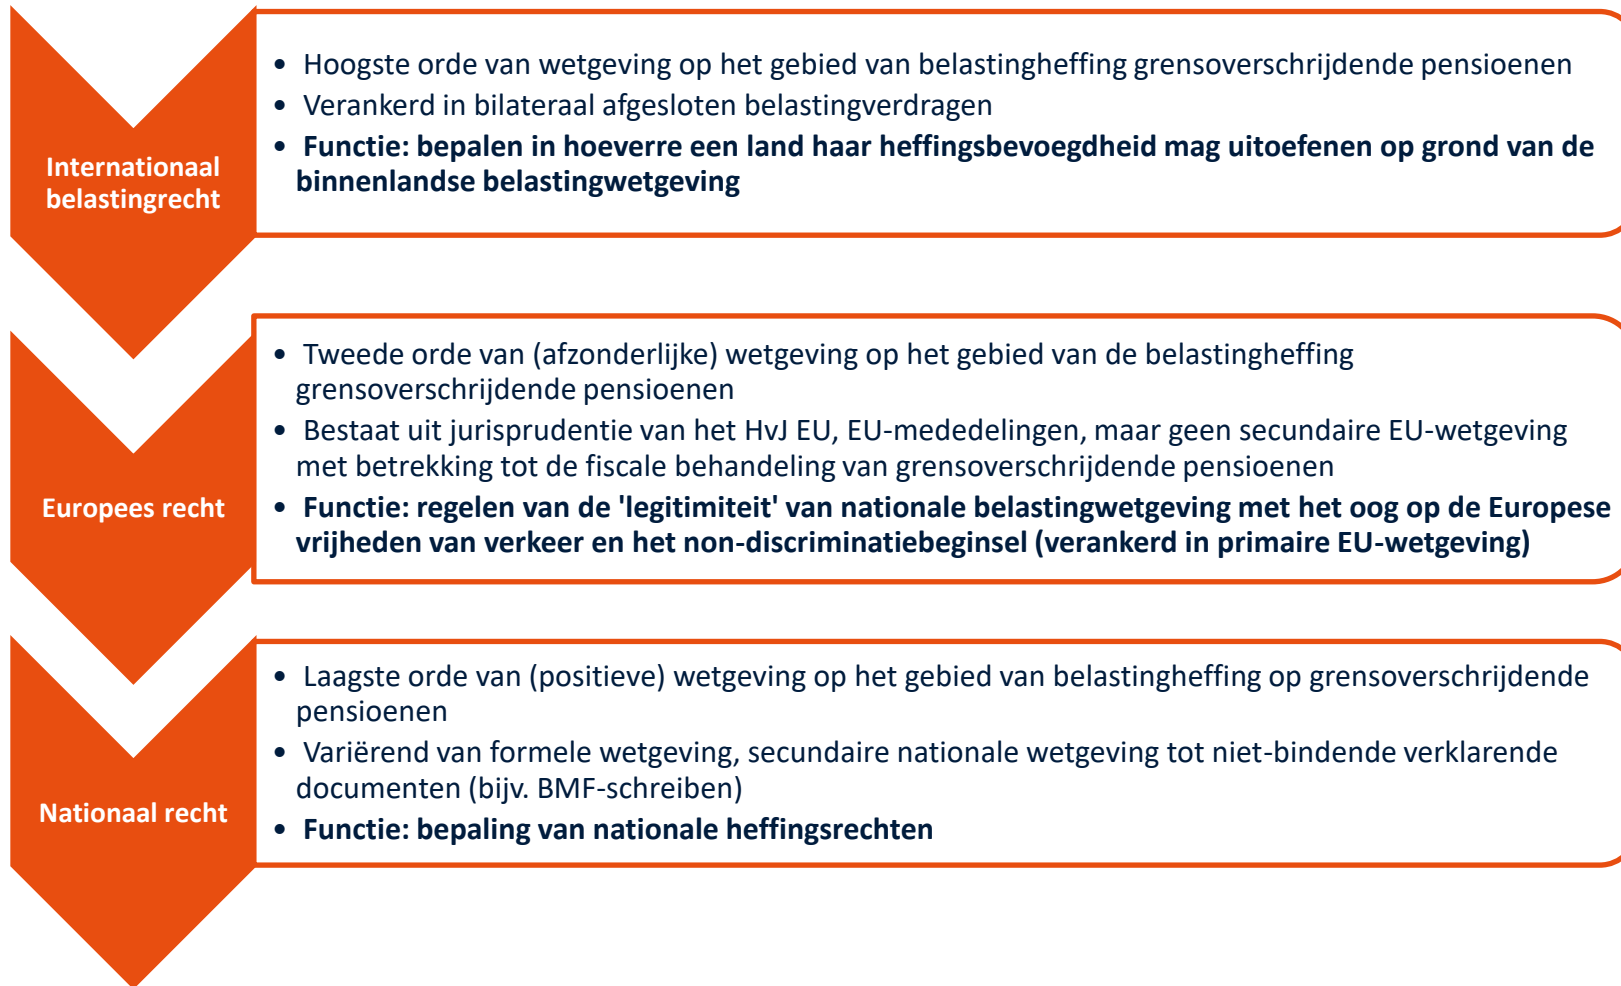 Internationaal
belastingrecht
• Hoogste orde van wetgeving op het gebied van belastingheffing grensoverschrijdende pensioenen
• Verankerd in bilateraal afgesloten belastingverdragen
• Functie: bepalen in hoeverre een land haar heffingsbevoegdheid mag uitoefenen op grond van de
binnenlandse belastingwetgeving
Europees recht
• Tweede orde van (afzonderlijke) wetgeving op het gebied van de belastingheffing
grensoverschrijdende pensioenen
• Bestaat uit jurisprudentie van het HvJ EU, EU-mededelingen, maar geen secundaire EU-wetgeving
met betrekking tot de fiscale behandeling van grensoverschrijdende pensioenen
• Functie: regelen van de 'legitimiteit' van nationale belastingwetgeving met het oog op de Europese
vrijheden van verkeer en het non-discriminatiebeginsel (verankerd in primaire EU-wetgeving)
Nationaal recht
• Laagste orde van (positieve) wetgeving op het gebied van belastingheffing op grensoverschrijdende
pensioenen
• Variërend van formele wetgeving, secundaire nationale wetgeving tot niet-bindende verklarende
documenten (bijv. BMF-schreiben)
• Functie: bepaling van nationale heffingsrechten